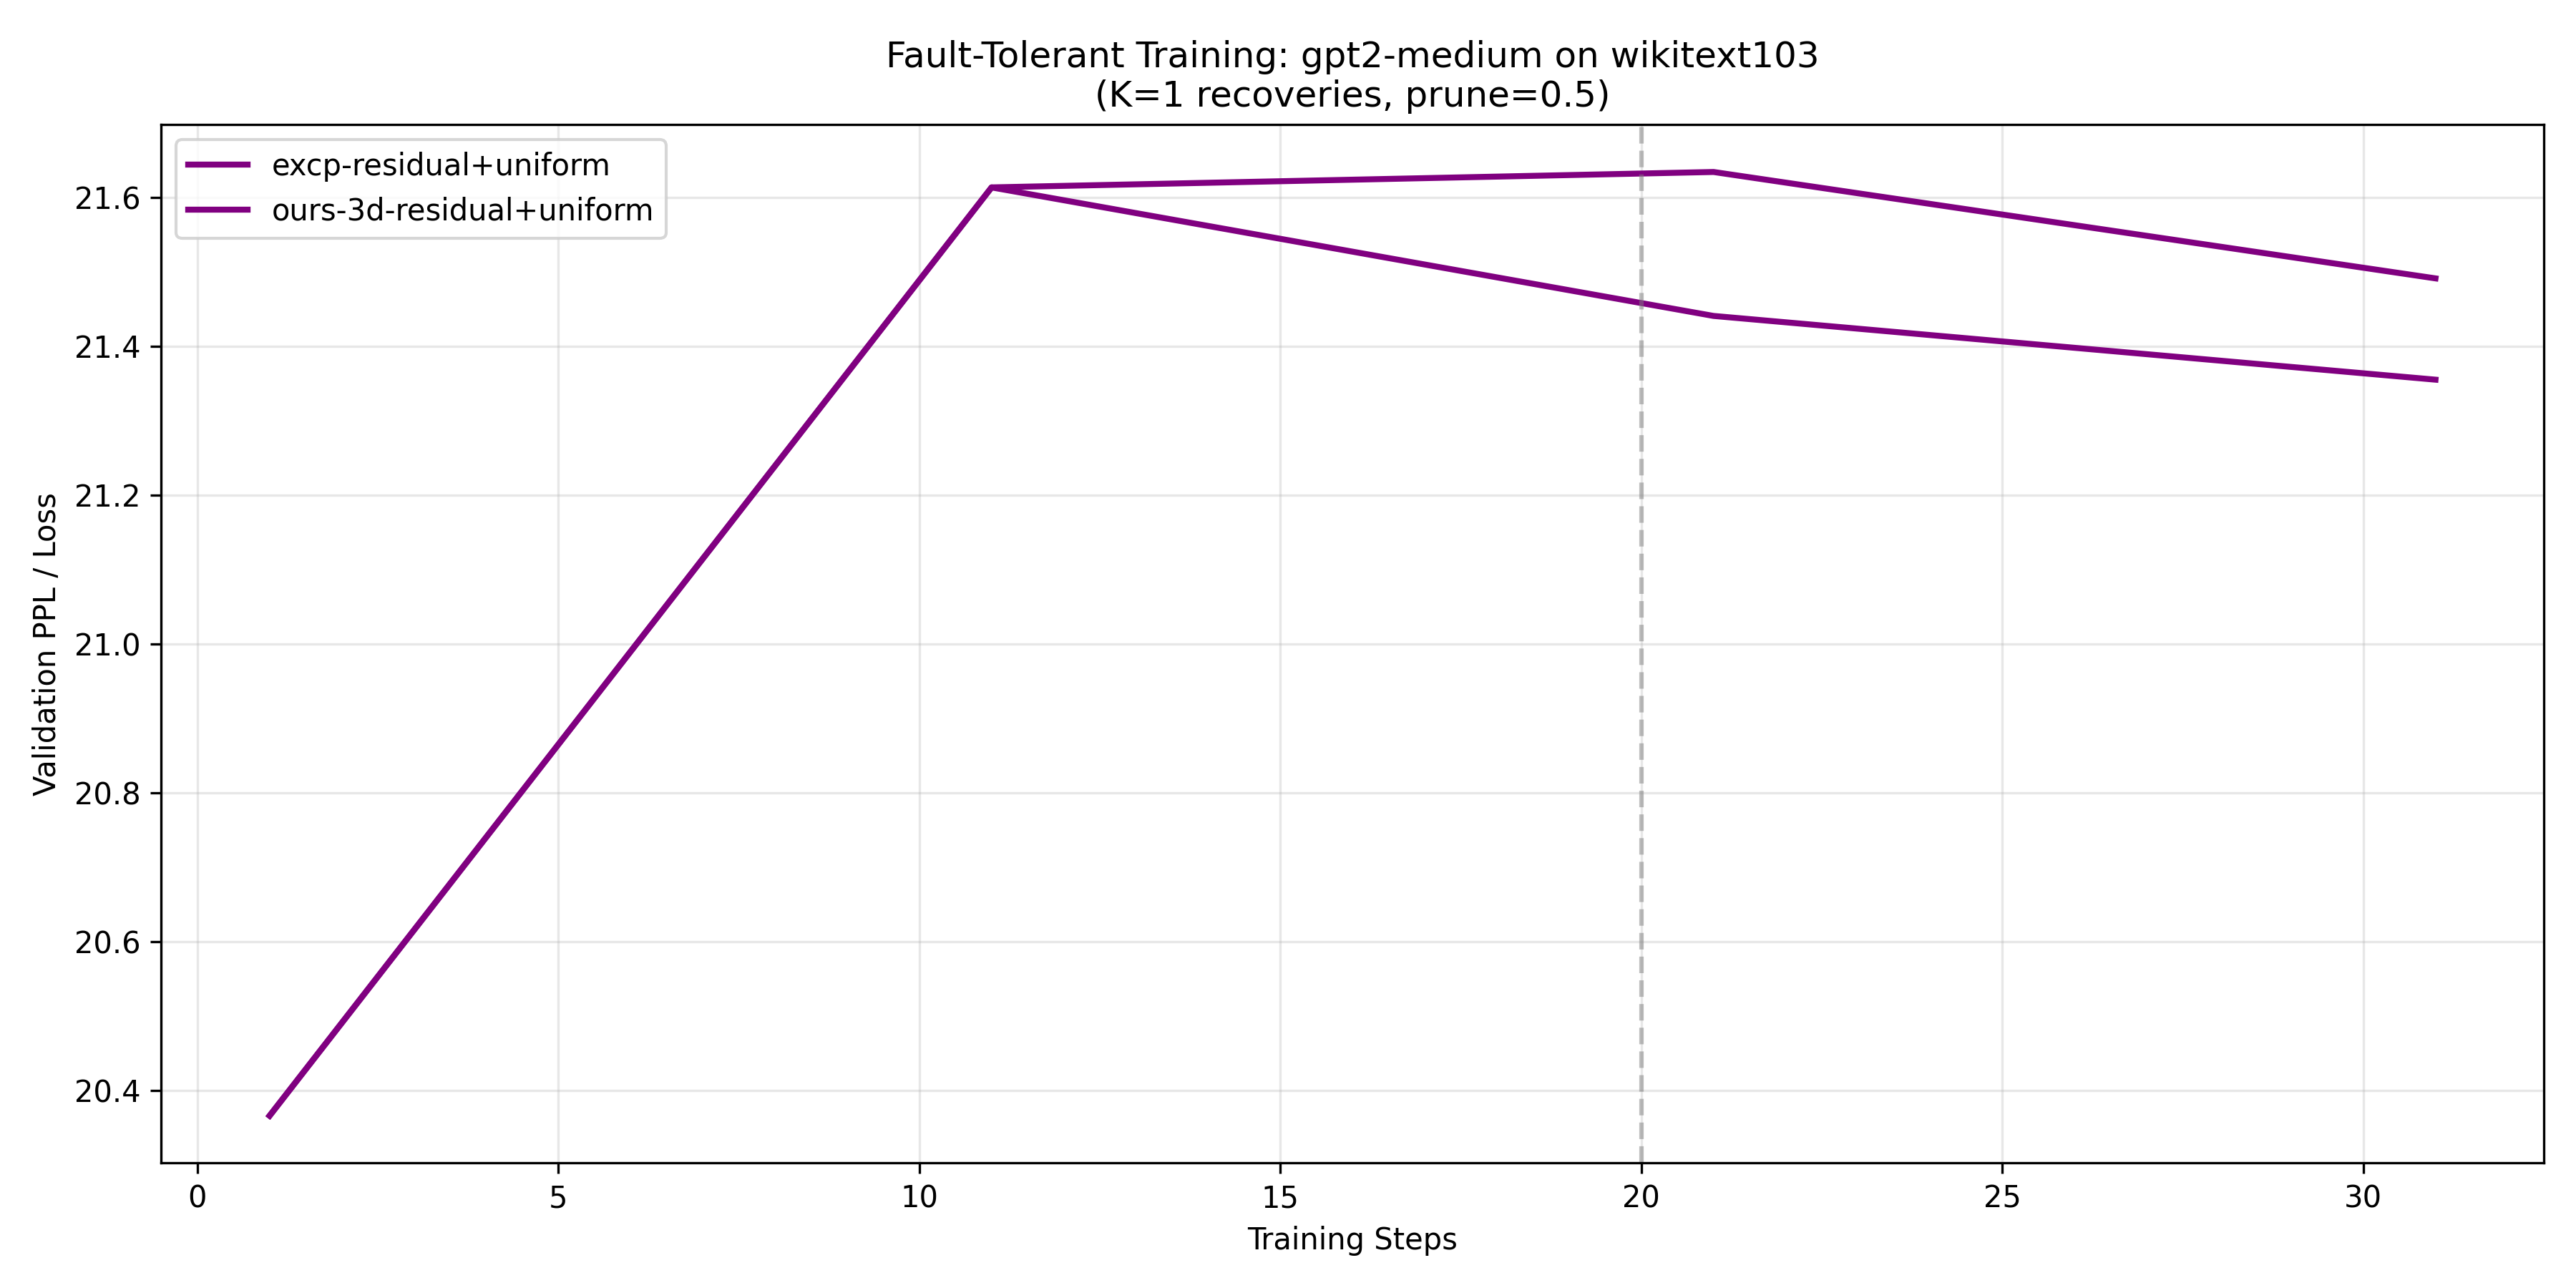 Fault-Tolerant Training: gpt2-medium on wikitext103
(K=1 recoveries, prune=0.5)
excp-residual+uniform
ours-3d-residual+uniform
Validation PPL / Loss
21.6
21.4
21.2
21.0
20.8
20.6
20.4
0 5 10 15 20 25 30
Training Steps